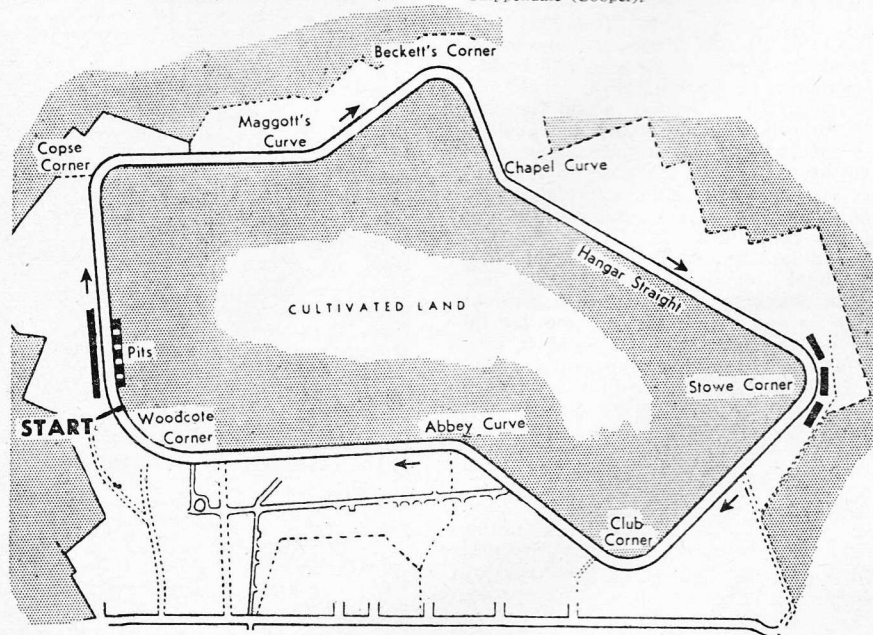 (Cooper).
Beckett's Corner
Maggott's
Curve
Copse
Corner
Chapel Curve
Hangar Straight
CULTIVATED LAND
Pits
Stowe Corner
START
Woodcote
Corner
Abbey Curve
Club
Corner